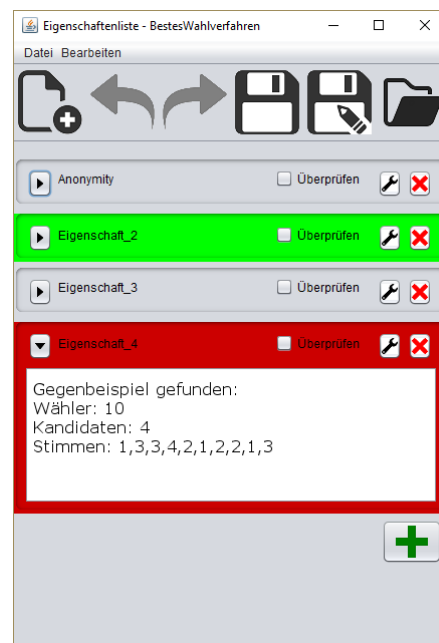 Eigenschaftenliste - BestesWahlverfahren
Datei Bearbeiten
Anonymity Überprüfen
Eigenschaft_2 Überprüfen
Eigenschaft_3 Überprüfen
Eigenschaft_4 Überprüfen
Gegenbeispiel gefunden:
Wähler: 10
Kandidaten: 4
Stimmen: 1,3,3,4,2,1,2,2,1,3